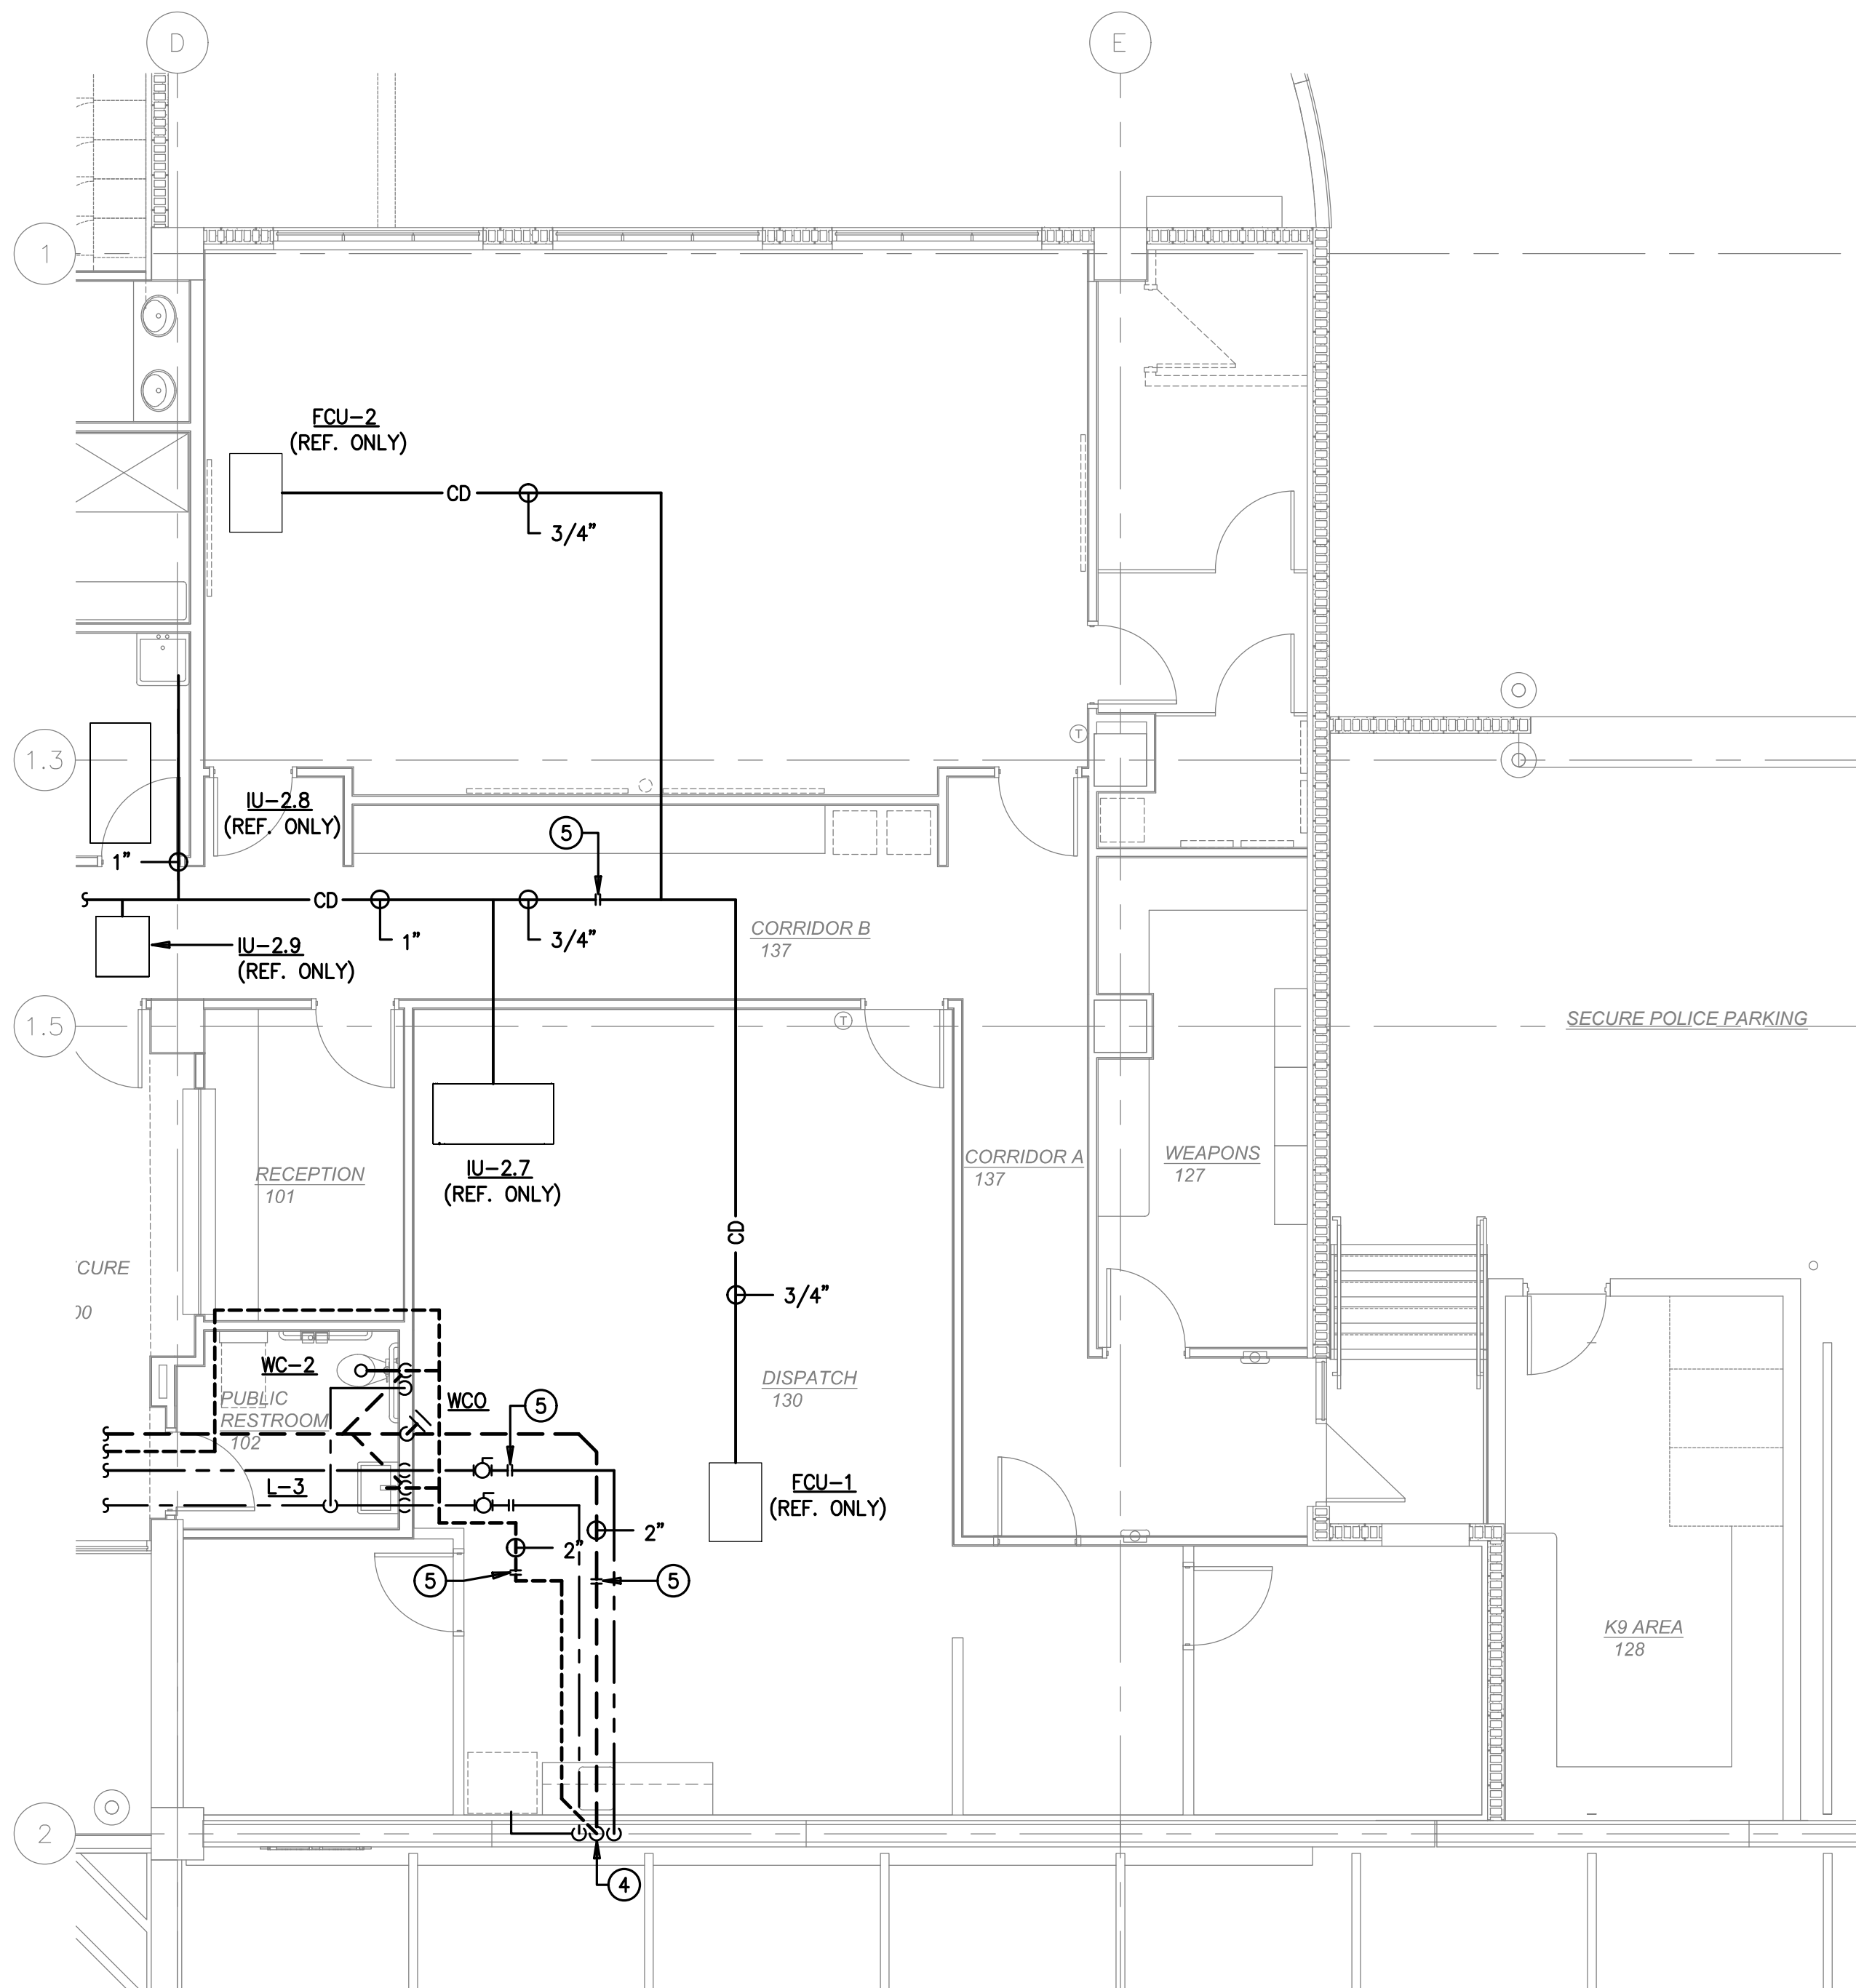 D
E
1
FCU-2
(REF. ONLY)
CD
3/4"
1.3
IU-2.8
(REF. ONLY)
5
T
1"
CD
1"
3/4"
CORRIDOR B
137
IU-2.9
(REF. ONLY)
1.5
T
SECURE POLICE PARKING
RECEPTION
101
IU-2.7
(REF. ONLY)
CORRIDOR A
137
WEAPONS
127
CD
3/4"
CURE
00
WC-2
PUBLIC
RESTROOM
102
WCO
5
DISPATCH
130
L-3
FCU-1
(REF. ONLY)
2"
2"
5
5
K9 AREA
128
2
4